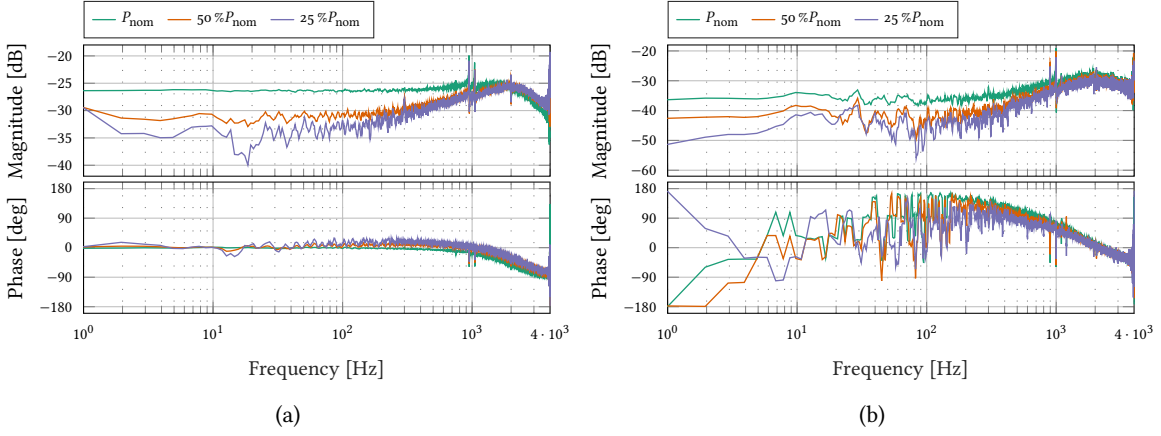 P_nom 50 %P_nom 25 %P_nom
−20
−25
−30
−35
−40
Magnitude [dB]
180
90
0
−90
−180
Phase [deg]
10^0 10^1 10^2 10^3 4 · 10^3
Frequency [Hz]
(a)
P_nom 50 %P_nom 25 %P_nom
−20
−30
−40
−50
−60
Magnitude [dB]
180
90
0
−90
−180
Phase [deg]
10^0 10^1 10^2 10^3 4 · 10^3
Frequency [Hz]
(b)